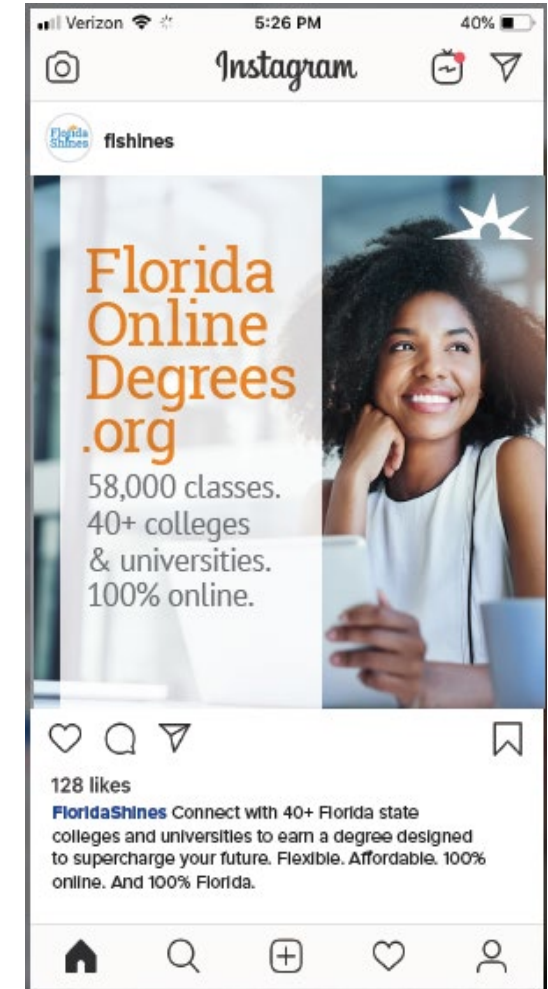 Verizon 5:26 PM 40%
Instagram
Florida
Shines
flshines
Florida
Online
Degrees
.org
58,000 classes.
40+ colleges
& universities.
100% online.
128 likes
FloridaShines Connect with 40+ Florida state
colleges and universities to earn a degree designed
to supercharge your future. Flexible. Affordable. 100%
online. And 100% Florida.